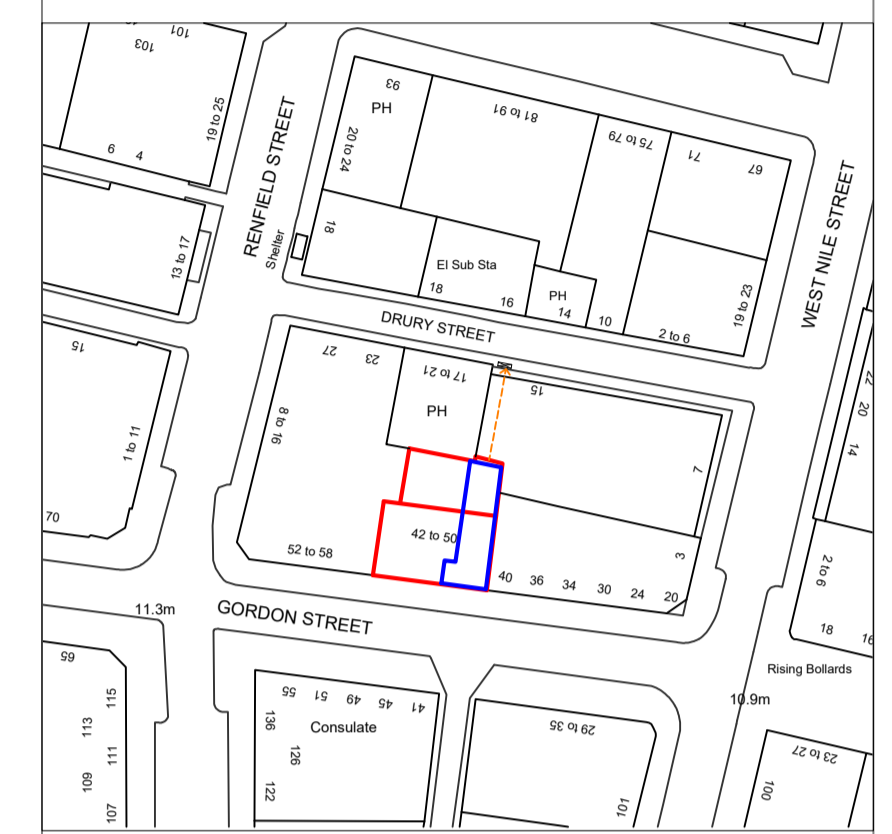 101
103
19 to 25
6
4
RENFIELD STREET
Shelter
13 to 17
93
PH
20 to 24
18
81 to 91
75 to 79
71
67
El Sub Sta
18
16
PH
14
10
2 to 6
19 to 23
WEST NILE STREET
DRURY STREET
15
1 to 11
70
27
23
17 to 21
PH
8 to 16
15
7
3
42 to 50
52 to 58
40
36
34
30
24
20
22
20
14
2 to 6
18
16
11.3m
GORDON STREET
Rising Bollards
10.9m
65
115
113
111
109
107
55
51
49
45
41
136
Consulate
126
122
29 to 35
101
23 to 27
100